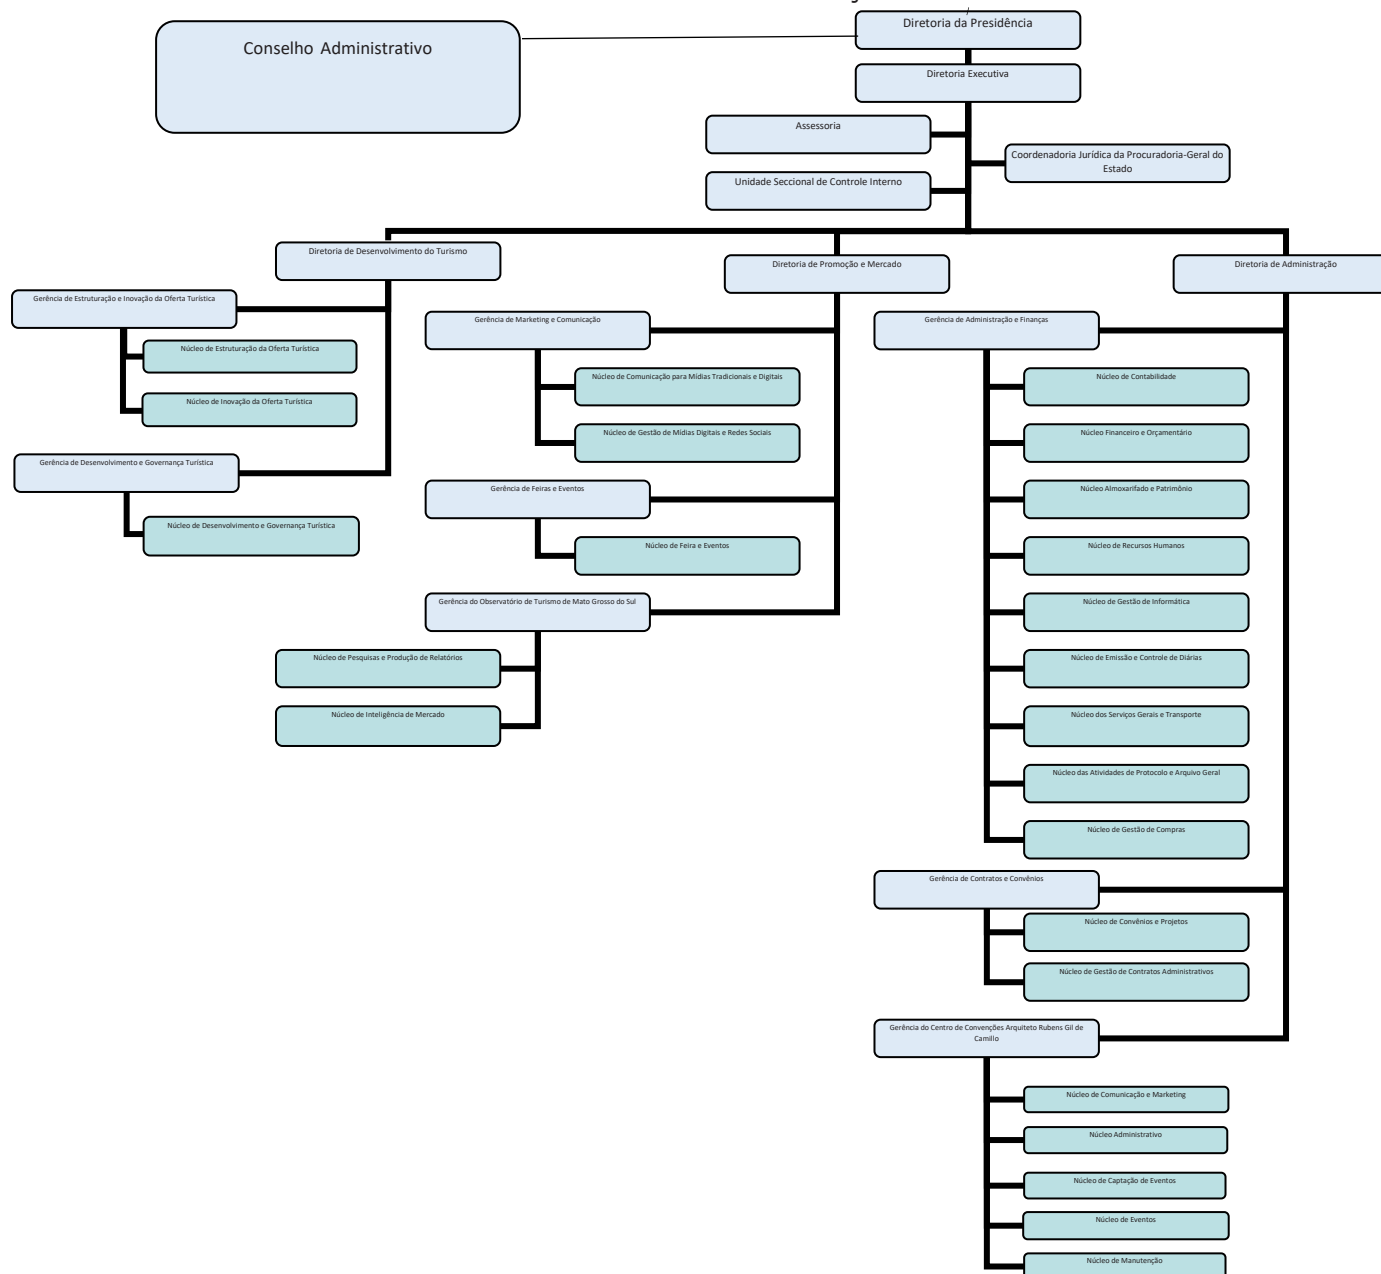 Conselho Administrativo
Diretoria da Presidência
Diretoria Executiva
Assessoria
Coordenadoria Jurídica da Procuradoria-Geral do
Estado
Unidade Seccional de Controle Interno
Diretoria de Desenvolvimento do Turismo
Gerência de Estruturação e Inovação da Oferta Turística
Núcleo de Estruturação da Oferta Turística
Núcleo de Inovação da Oferta Turística
Gerência de Desenvolvimento e Governança Turística
Núcleo de Desenvolvimento e Governança Turística
Diretoria de Promoção e Mercado
Gerência de Marketing e Comunicação
Núcleo de Comunicação para Mídias Tradicionais e Digitais
Núcleo de Gestão de Mídias Digitais e Redes Sociais
Gerência de Feiras e Eventos
Núcleo de Feira e Eventos
Gerência do Observatório de Turismo de Mato Grosso do Sul
Núcleo de Pesquisas e Produção de Relatórios
Núcleo de Inteligência de Mercado
Diretoria de Administração
Gerência de Administração e Finanças
Núcleo de Contabilidade
Núcleo Financeiro e Orçamentário
Núcleo Almoxarifado e Patrimônio
Núcleo de Recursos Humanos
Núcleo de Gestão de Informática
Núcleo de Emissão e Controle de Diárias
Núcleo dos Serviços Gerais e Transporte
Núcleo das Atividades de Protocolo e Arquivo Geral
Núcleo de Gestão de Compras
Gerência de Contratos e Convênios
Núcleo de Convênios e Projetos
Núcleo de Gestão de Contratos Administrativos
Gerência do Centro de Convenções Arquiteto Rubens Gil de
Camillo
Núcleo de Comunicação e Marketing
Núcleo Administrativo
Núcleo de Captação de Eventos
Núcleo de Eventos
Núcleo de Manutenção